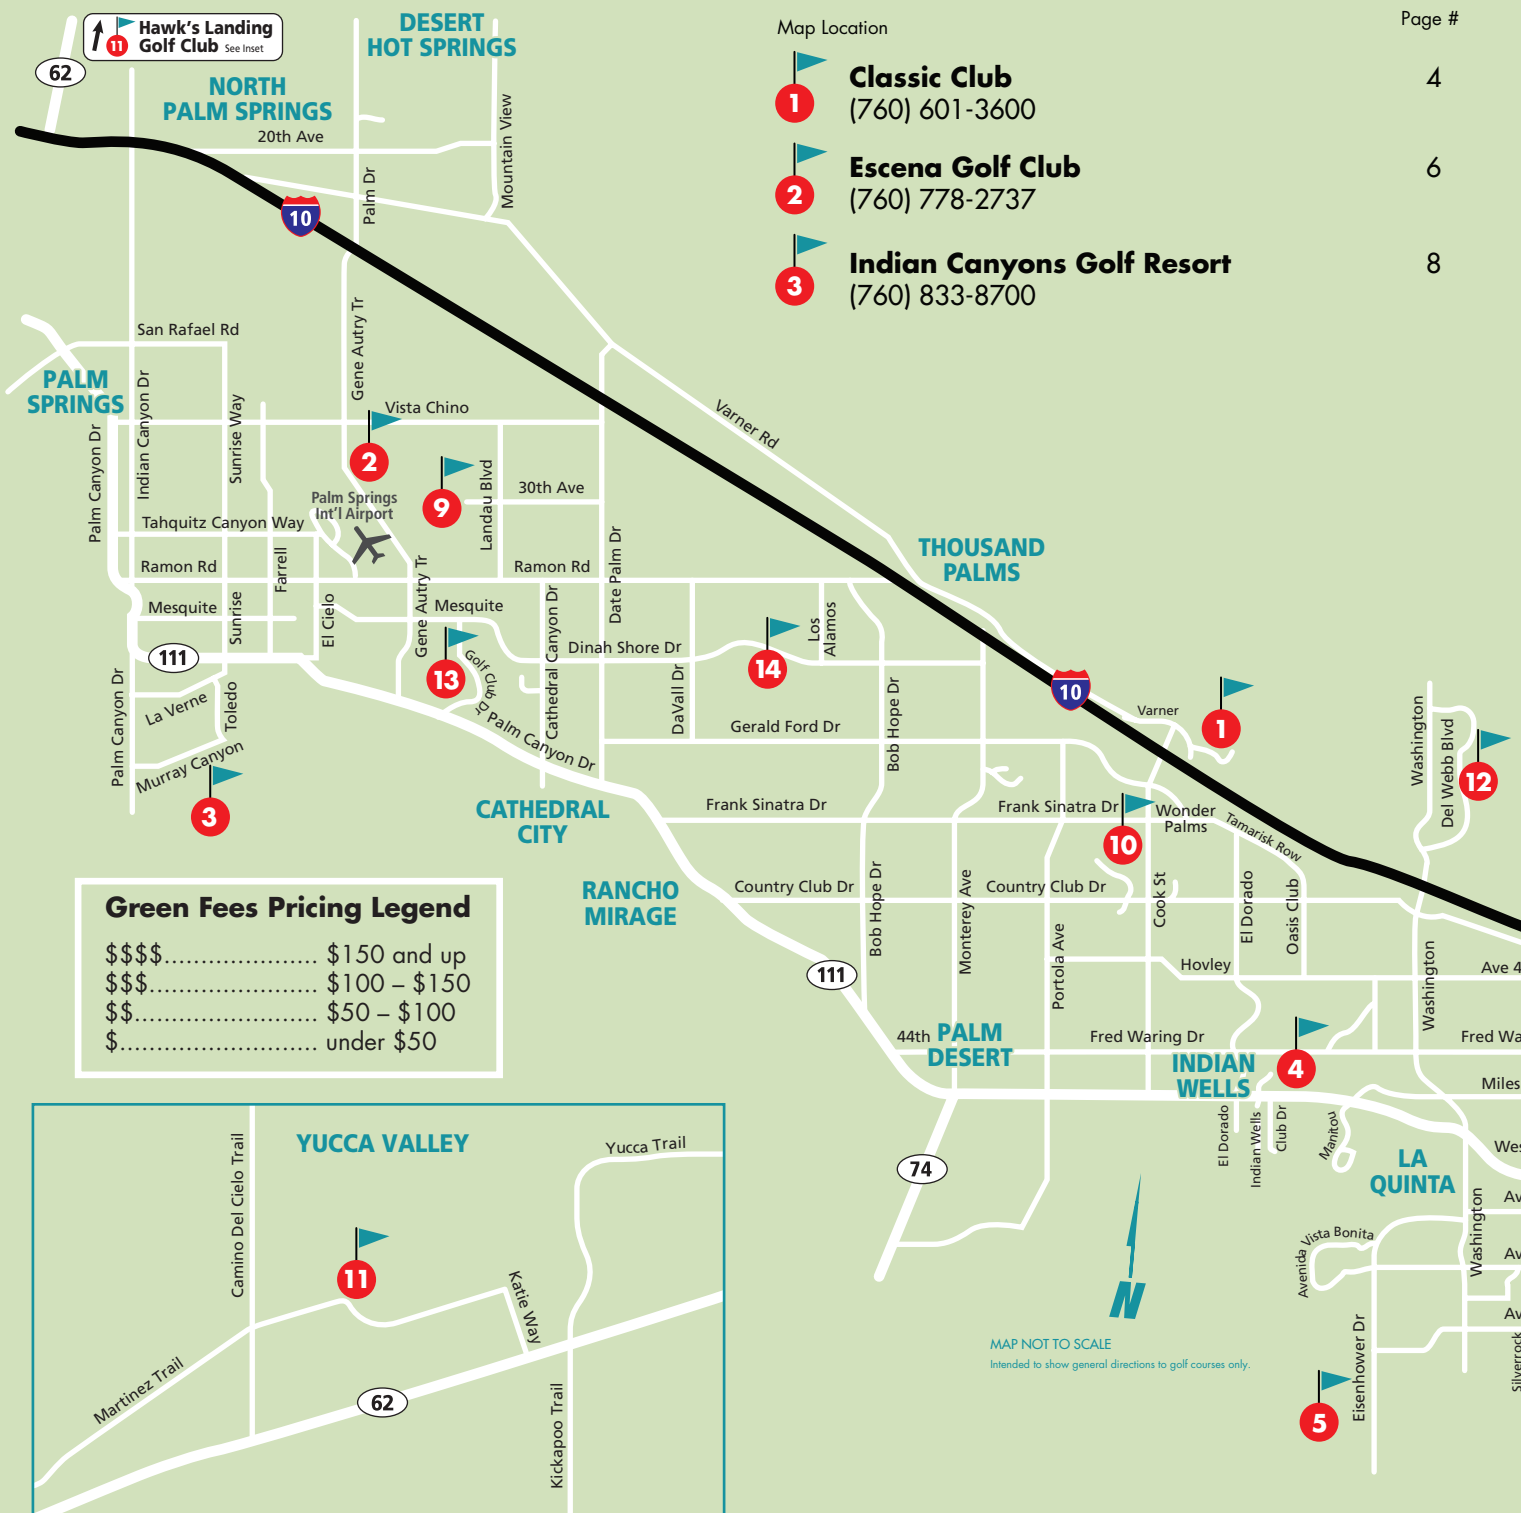 Hawk's Landing
11
Golf Club See Inset
62
DESERT
HOT SPRINGS
NORTH
PALM SPRINGS
20th Ave
Palm Dr
Mountain View
10
Map Location
Page #
1
Classic Club
4
(760) 601-3600
2
Escena Golf Club
6
(760) 778-2737
3
Indian Canyons Golf Resort
8
(760) 833-8700
San Rafael Rd
Gene Autry Tr
PALM
SPRINGS
Palm Canyon Dr
Indian Canyon Dr
Sunrise Way
Vista Chino
2
9
Landau Blvd
30th Ave
Varner Rd
Palm Springs
Int'l Airport
Tahquitz Canyon Way
Farrell
Ramon Rd
Ramon Rd
Date Palm Dr
THOUSAND
PALMS
Mesquite
Sunrise
El Cielo
Gene Autry Tr
Mesquite
Cathedral Canyon Dr
Dinah Shore Dr
Los
Alamos
111
13
Golf Club Dr
14
DaVall Dr
Bob Hope Dr
10
Palm Canyon Dr
La Verne
Toledo
Murray Canyon
3
Palm Canyon Dr
Gerald Ford Dr
Varner
1
Washington
Del Webb Blvd
12
CATHEDRAL
CITY
Frank Sinatra Dr
Frank Sinatra Dr
10
Wonder
Palms
Tamarisk Row
RANCHO
MIRAGE
Country Club Dr
Country Club Dr
Bob Hope Dr
Monterey Ave
Portola Ave
Cook St
El Dorado
Oasis Club
Washington
Hovley
Ave 4
111
Green Fees Pricing Legend
$$$$..................... $150 and up
$$$....................... $100 – $150
$$......................... $50 – $100
$........................... under $50
44th
PALM
DESERT
Fred Waring Dr
Fred Wa
INDIAN
WELLS
4
Miles
El Dorado
Indian Wells
Club Dr
Manitou
Wes
LA
QUINTA
74
Av
Washington
Avenida Vista Bonita
Av
Av
Eisenhower Dr
Silverrock
5
N
MAP NOT TO SCALE
Intended to show general directions to golf courses only.
YUCCA VALLEY
Camino Del Cielo Trail
Yucca Trail
11
Katie Way
Martinez Trail
62
Kickapoo Trail